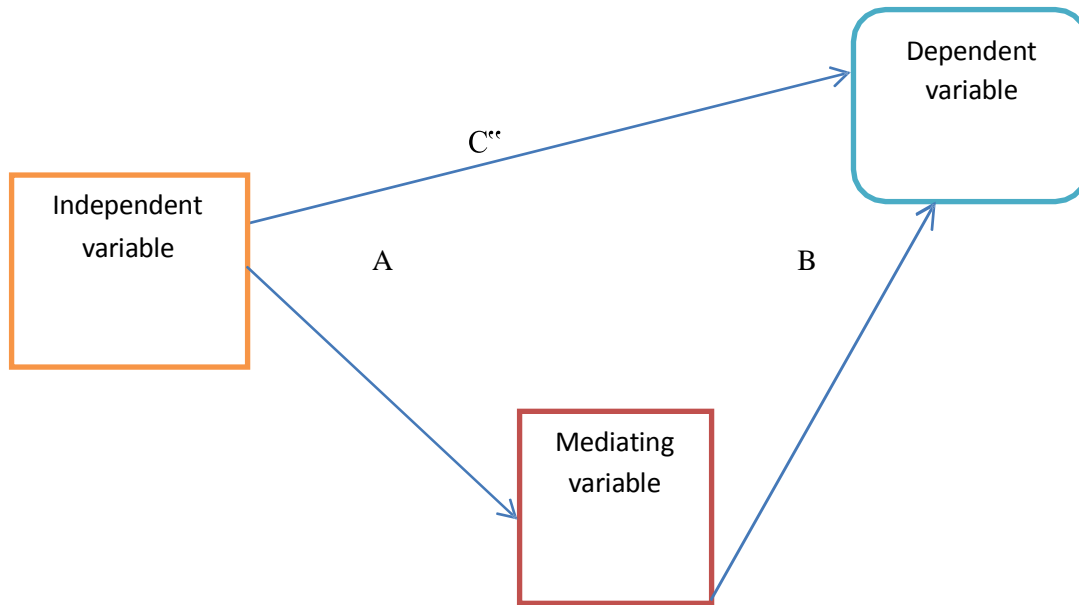 Dependent
variable
C‟
Independent
variable
A
B
Mediating
variable